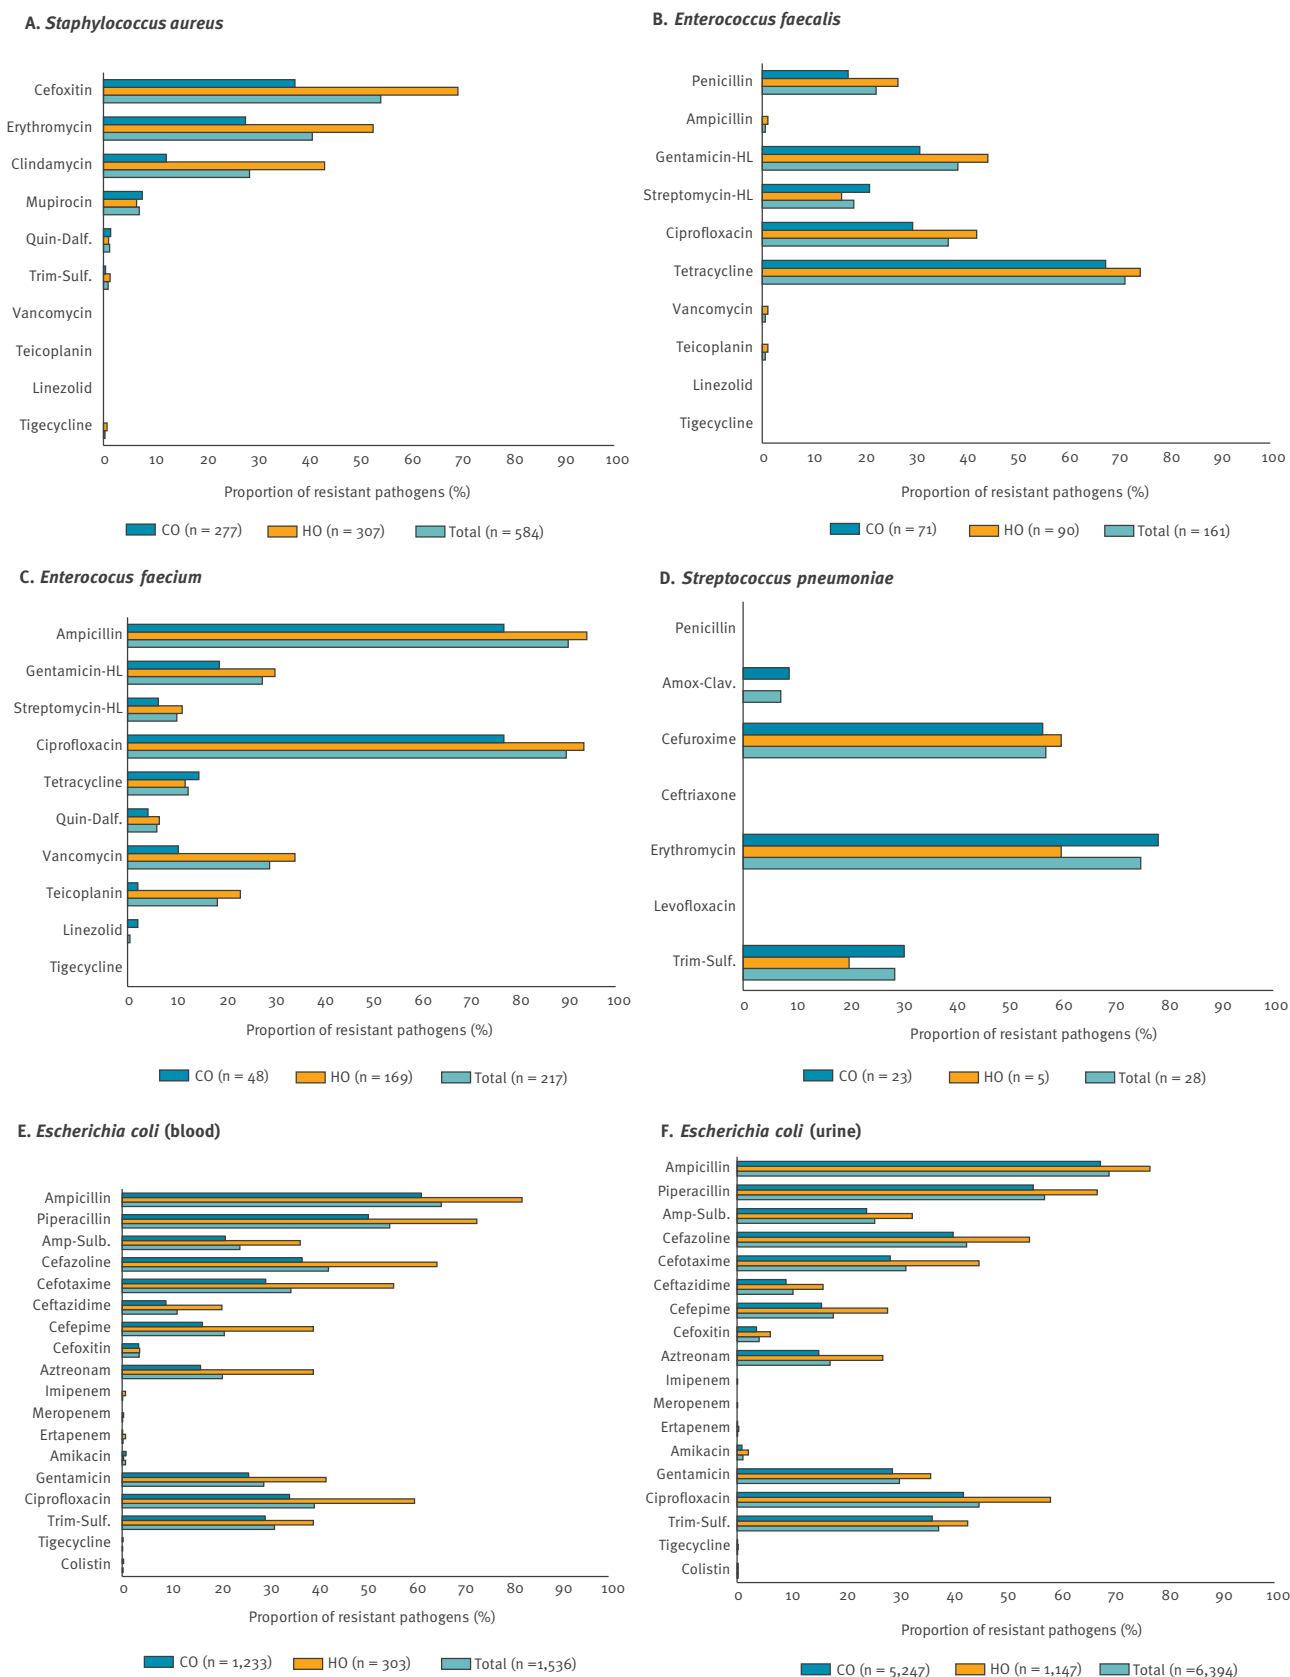 A. Staphylococcus aureus
Cefoxitin
Erythromycin
Clindamycin
Mupirocin
Quin-Dalf.
Trim-Sulf.
Vancomycin
Teicoplanin
Linezolid
Tigecycline
0 10 20 30 40 50 60 70 80 90 100
Proportion of resistant pathogens (%)
CO (n = 277) HO (n = 307) Total (n = 584)
B. Enterococcus faecalis
Penicillin
Ampicillin
Gentamicin-HL
Streptomycin-HL
Ciprofloxacin
Tetracycline
Vancomycin
Teicoplanin
Linezolid
Tigecycline
0 10 20 30 40 50 60 70 80 90 100
Proportion of resistant pathogens (%)
CO (n = 71) HO (n = 90) Total (n = 161)
C. Enterococus faecium
Ampicillin
Gentamicin-HL
Streptomycin-HL
Ciprofloxacin
Tetracycline
Quin-Dalf.
Vancomycin
Teicoplanin
Linezolid
Tigecycline
0 10 20 30 40 50 60 70 80 90 100
Proportion of resistant pathogens (%)
CO (n = 48) HO (n = 169) Total (n = 217)
D. Streptococcus pneumoniae
Penicillin
Amox-Clav.
Cefuroxime
Ceftriaxone
Erythromycin
Levofloxacin
Trim-Sulf.
0 10 20 30 40 50 60 70 80 90 100
Proportion of resistant pathogens (%)
CO (n = 23) HO (n = 5) Total (n = 28)
E. Escherichia coli (blood)
Ampicillin
Piperacillin
Amp-Sulb.
Cefazoline
Cefotaxime
Ceftazidime
Cefepime
Cefoxitin
Aztreonam
Imipenem
Meropenem
Ertapenem
Amikacin
Gentamicin
Ciprofloxacin
Trim-Sulf.
Tigecycline
Colistin
0 10 20 30 40 50 60 70 80 90 100
Proportion of resistant pathogens (%)
CO (n = 1,233) HO (n = 303) Total (n =1,536)
F. Escherichia coli (urine)
Ampicillin
Piperacillin
Amp-Sulb.
Cefazoline
Cefotaxime
Ceftazidime
Cefepime
Cefoxitin
Aztreonam
Imipenem
Meropenem
Ertapenem
Amikacin
Gentamicin
Ciprofloxacin
Trim-Sulf.
Tigecycline
Colistin
0 10 20 30 40 50 60 70 80 90 100
Proportion of resistant pathogens (%)
CO (n = 5,247) HO (n = 1,147) Total (n =6,394)